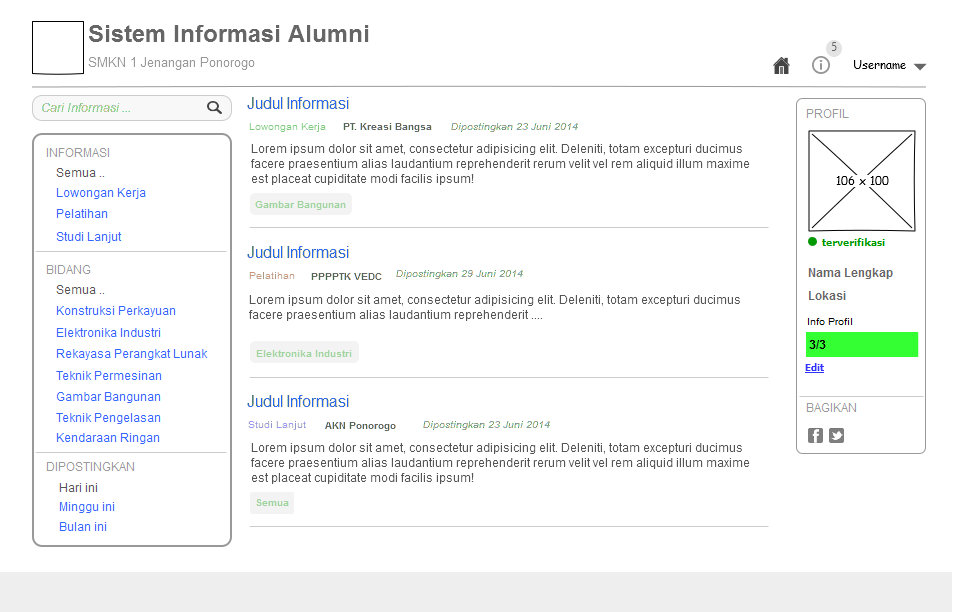 Sistem Informasi Alumni
SMKN 1 Jenangan Ponorogo
5
Username
Cari Informasi ...
INFORMASI
Semua ..
Lowongan Kerja
Pelatihan
Studi Lanjut
BIDANG
Semua ..
Konstruksi Perkayuan
Elektronika Industri
Rekayasa Perangkat Lunak
Teknik Permesinan
Gambar Bangunan
Teknik Pengelasan
Kendaraan Ringan
DIPOSTINGKAN
Hari ini
Minggu ini
Bulan ini
Judul Informasi
Lowongan Kerja PT. Kreasi Bangsa Dipostingkan 23 Juni 2014
Lorem ipsum dolor sit amet, consectetur adipisicing elit. Deleniti, totam excepturi ducimus
facere praesentium alias laudantium reprehenderit rerum velit vel rem aliquid illum maxime
est placeat cupiditate modi facilis ipsum!
Gambar Bangunan
Judul Informasi
Pelatihan PPPPTK VEDC Dipostingkan 29 Juni 2014
Lorem ipsum dolor sit amet, consectetur adipisicing elit. Deleniti, totam excepturi ducimus
facere praesentium alias laudantium reprehenderit ....
Elektronika Industri
Judul Informasi
Studi Lanjut AKN Ponorogo Dipostingkan 23 Juni 2014
Lorem ipsum dolor sit amet, consectetur adipisicing elit. Deleniti, totam excepturi ducimus
facere praesentium alias laudantium reprehenderit rerum velit vel rem aliquid illum maxime
est placeat cupiditate modi facilis ipsum!
Semua
PROFIL
106 x 100
terverifikasi
Nama Lengkap
Lokasi
Info Profil
3/3
Edit
BAGIKAN